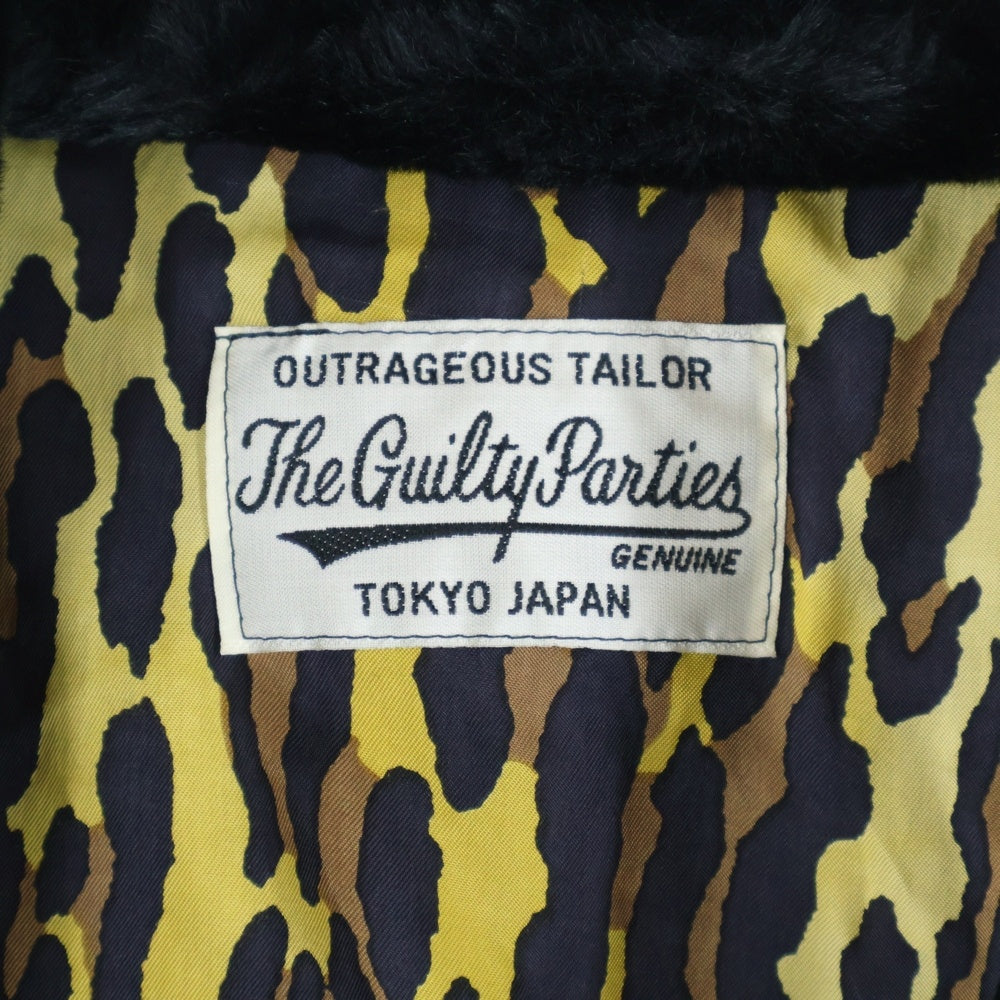 OUTRAGEOUS TAILOR
The Guilty Parties
GENUINE
TOKYO JAPAN